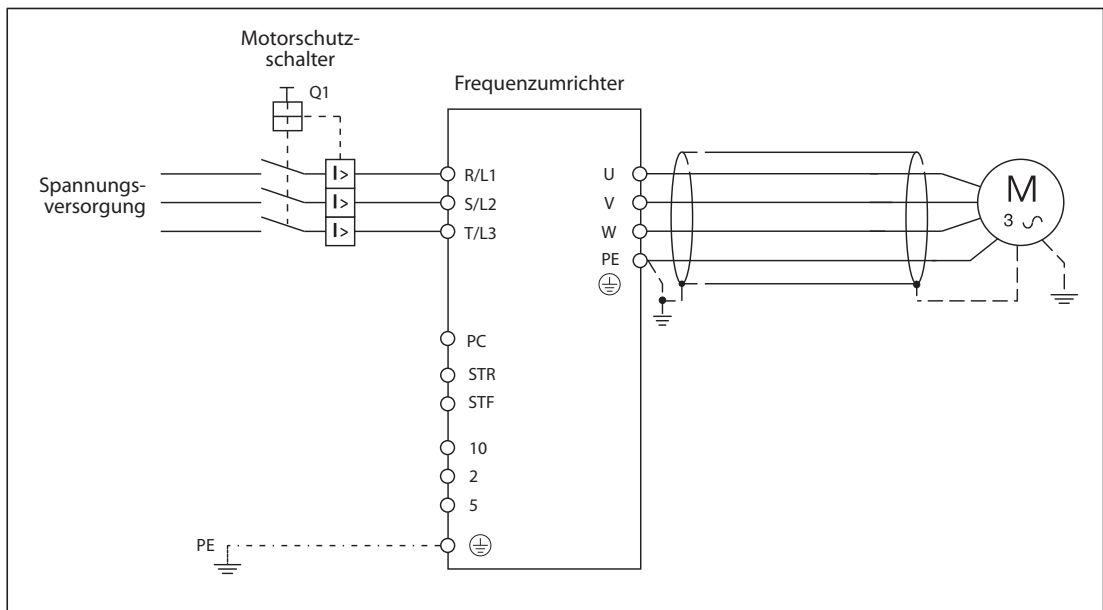 Motorschutz-
schalter
Q1
Frequenzumrichter
Spannungs-
versorgung
I>
I>
I>
R/L1
S/L2
T/L3
U
V
W
PE
M
3
PC
STR
STF
10
2
5
PE